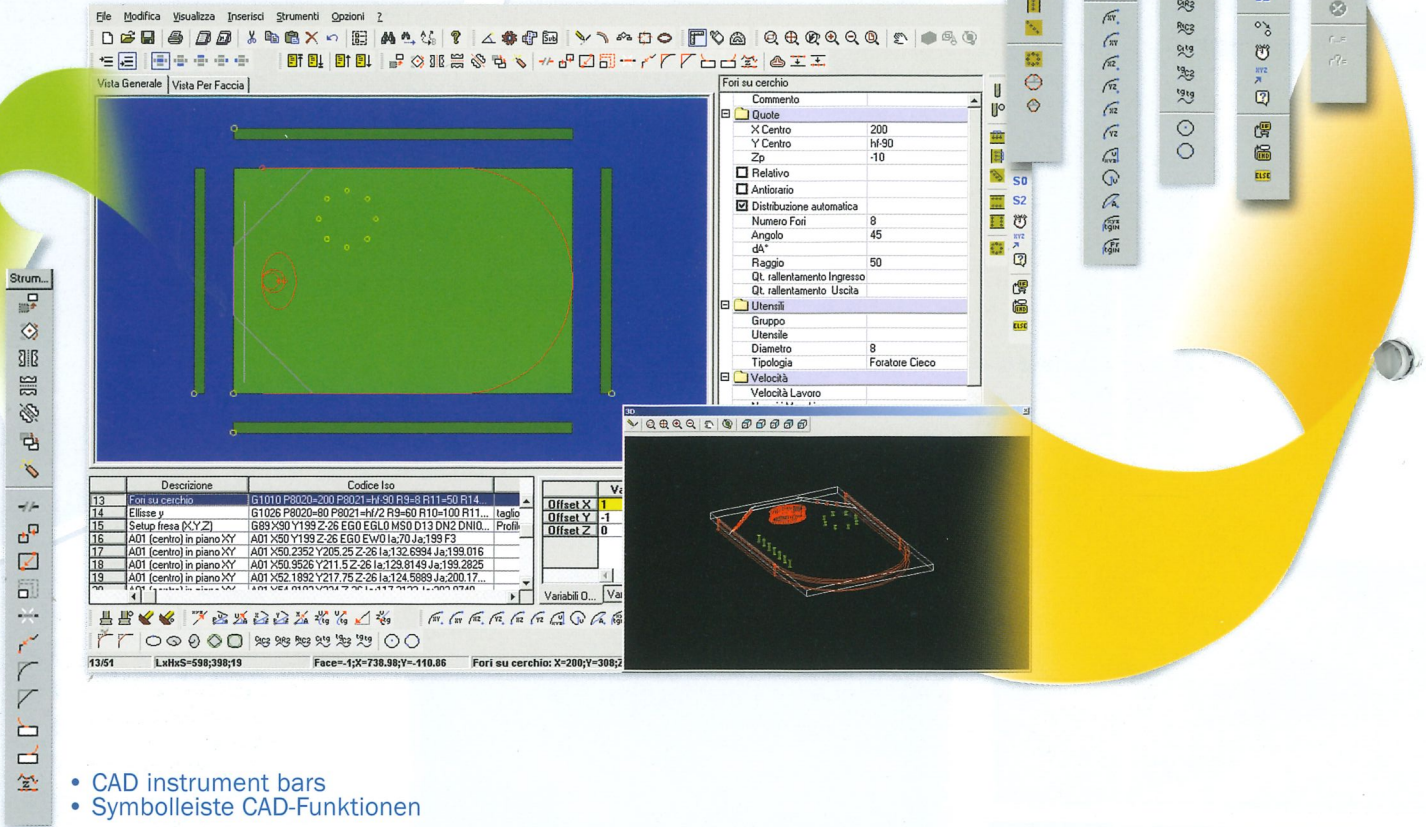 File Modifica Visualizza Inserisci Strumenti Opzioni ?
Vista Generale Vista Per Faccia
Fori su cerchio
Commento
Quote
X Centro 200
Y Centro hf-90
Zp -10
Relativo
Antiorario
Distribuzione automatica
Numero Fori 8
Angolo 45
dA°
Raggio 50
Qt. rallentamento Ingresso
Qt. rallentamento Uscita
Utensili
Gruppo
Utensile
Diametro 8
Tipologia Foratore Cieco
Velocità
Velocità Lavoro
S0
S2
ELSE
Strum...
3D
Descrizione Codice Iso
13 Fori su cerchio G1010 P8020=200 P8021=hf-90 R9=8 R11=50 R14...
14 Ellisse y G1026 P8020=80 P8021=hf/2 R9=60 R10=100 R11... taglio
15 Setup fresa (X,Y,Z) G89 X90 Y199 Z-26 EG0 EGL0 MS0 D13 DN2 DNI0... Profilo
16 A01 (centro) in piano XY A01 X50 Y199 Z-26 EG0 EW0 Ia;70 Ja;199 F3
17 A01 (centro) in piano XY A01 X50.2352 Y205.25 Z-26 Ia;132.6994 Ja;199.016
18 A01 (centro) in piano XY A01 X50.9526 Y211.5 Z-26 Ia;129.8149 Ja;199.2825
19 A01 (centro) in piano XY A01 X52.1892 Y217.75 Z-26 Ia;124.5889 Ja;200.17...
Offset X 1
Offset Y -1
Offset Z 0
Variabili O...
13/51 LxHxS=598;398;19 Face=-1;X=738.98;Y=-110.86 Fori su cerchio: X=200;Y=308;Z
• CAD instrument bars
• Symbolleiste CAD-Funktionen